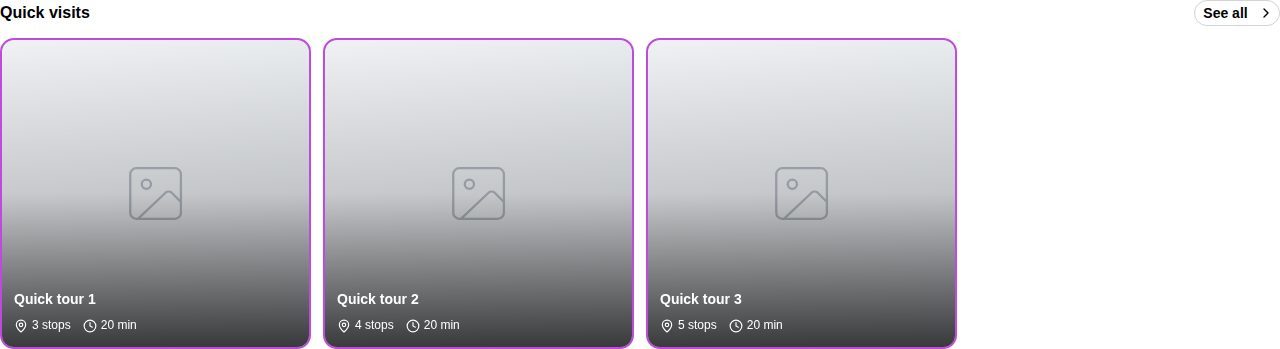 Quick visits
See all
Quick tour 1
3 stops 20 min
Quick tour 2
4 stops 20 min
Quick tour 3
5 stops 20 min